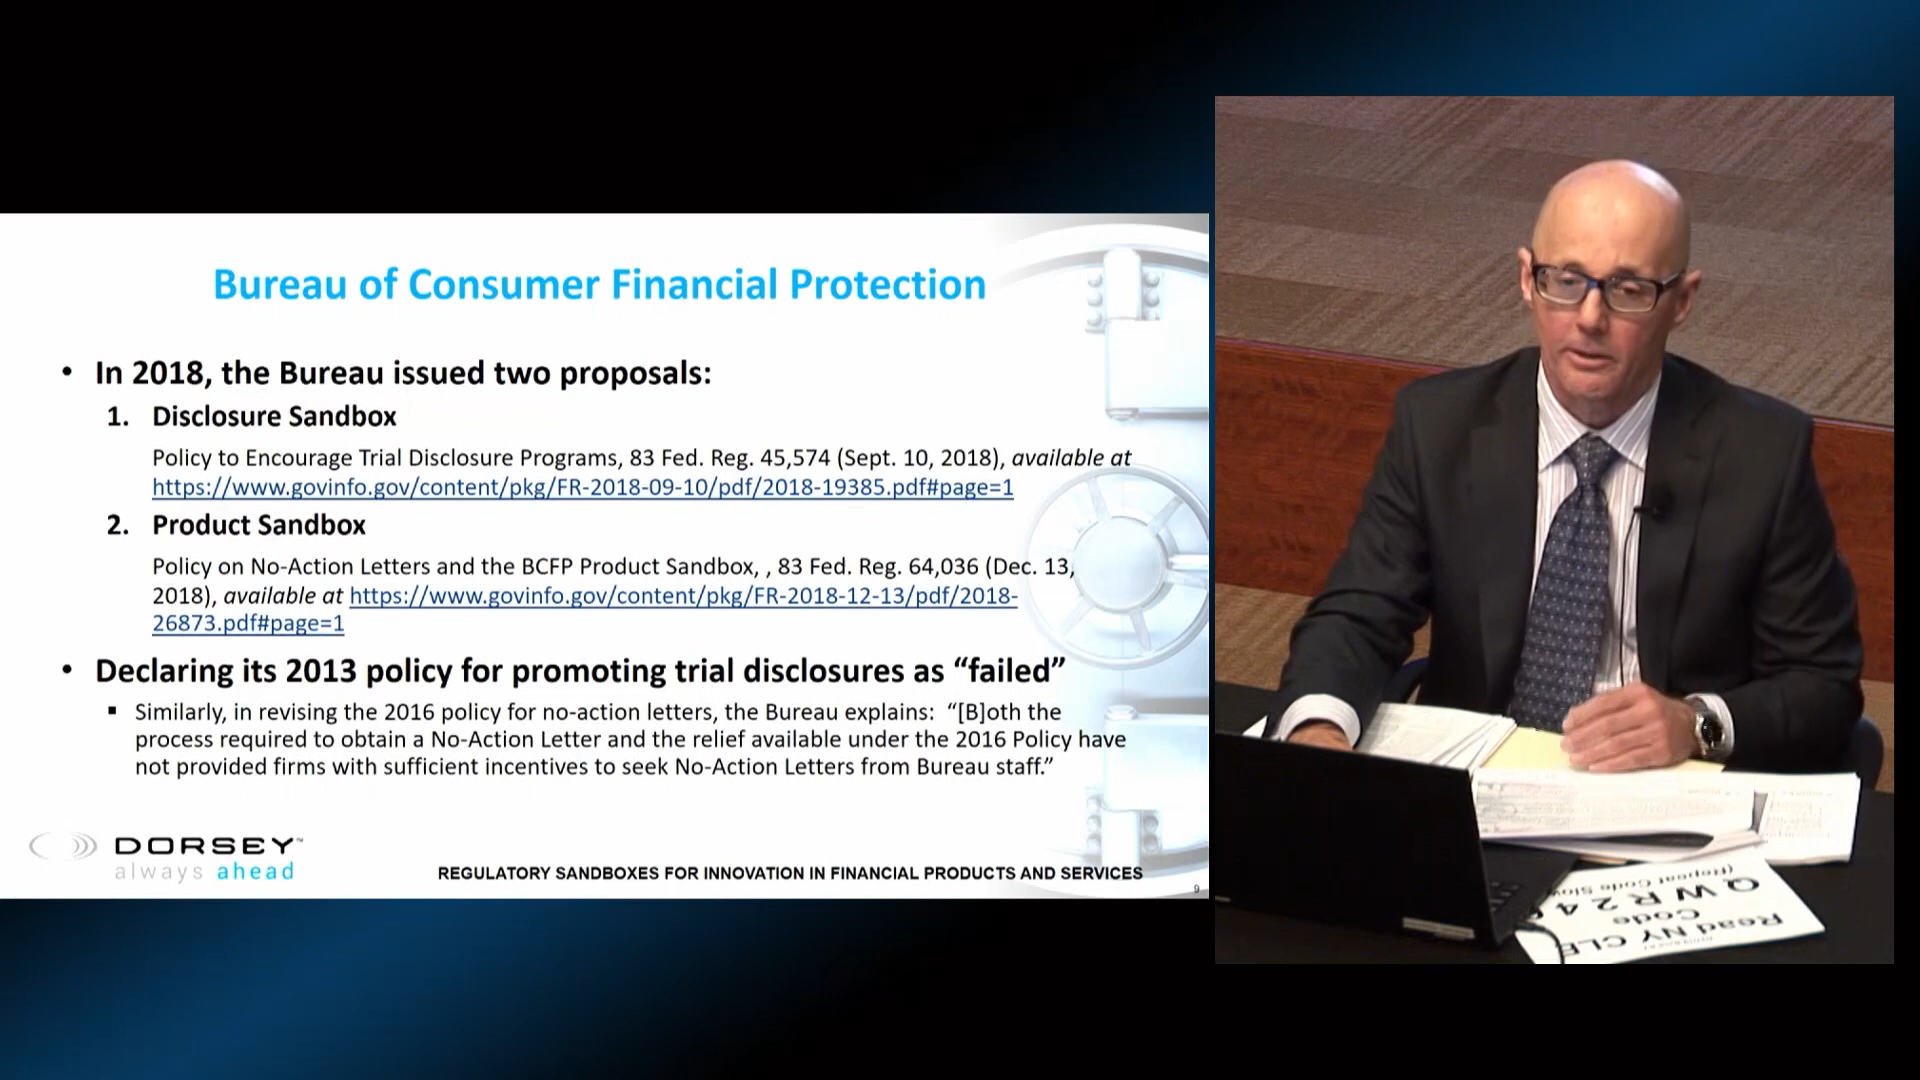 Bureau of Consumer Financial Protection
• In 2018, the Bureau issued two proposals:
1. Disclosure Sandbox
Policy to Encourage Trial Disclosure Programs, 83 Fed. Reg. 45,574 (Sept. 10, 2018), available at
https://www.govinfo.gov/content/pkg/FR-2018-09-10/pdf/2018-19385.pdf#page=1
2. Product Sandbox
Policy on No-Action Letters and the BCFP Product Sandbox, , 83 Fed. Reg. 64,036 (Dec. 13,
2018), available at https://www.govinfo.gov/content/pkg/FR-2018-12-13/pdf/2018-
26873.pdf#page=1
• Declaring its 2013 policy for promoting trial disclosures as “failed”
▪ Similarly, in revising the 2016 policy for no-action letters, the Bureau explains: “[B]oth the
process required to obtain a No-Action Letter and the relief available under the 2016 Policy have
not provided firms with sufficient incentives to seek No-Action Letters from Bureau staff.”
DORSEY™
always ahead
REGULATORY SANDBOXES FOR INNOVATION IN FINANCIAL PRODUCTS AND SERVICES
9
Read NY CLE
Code
QWR24
(Repeat Code